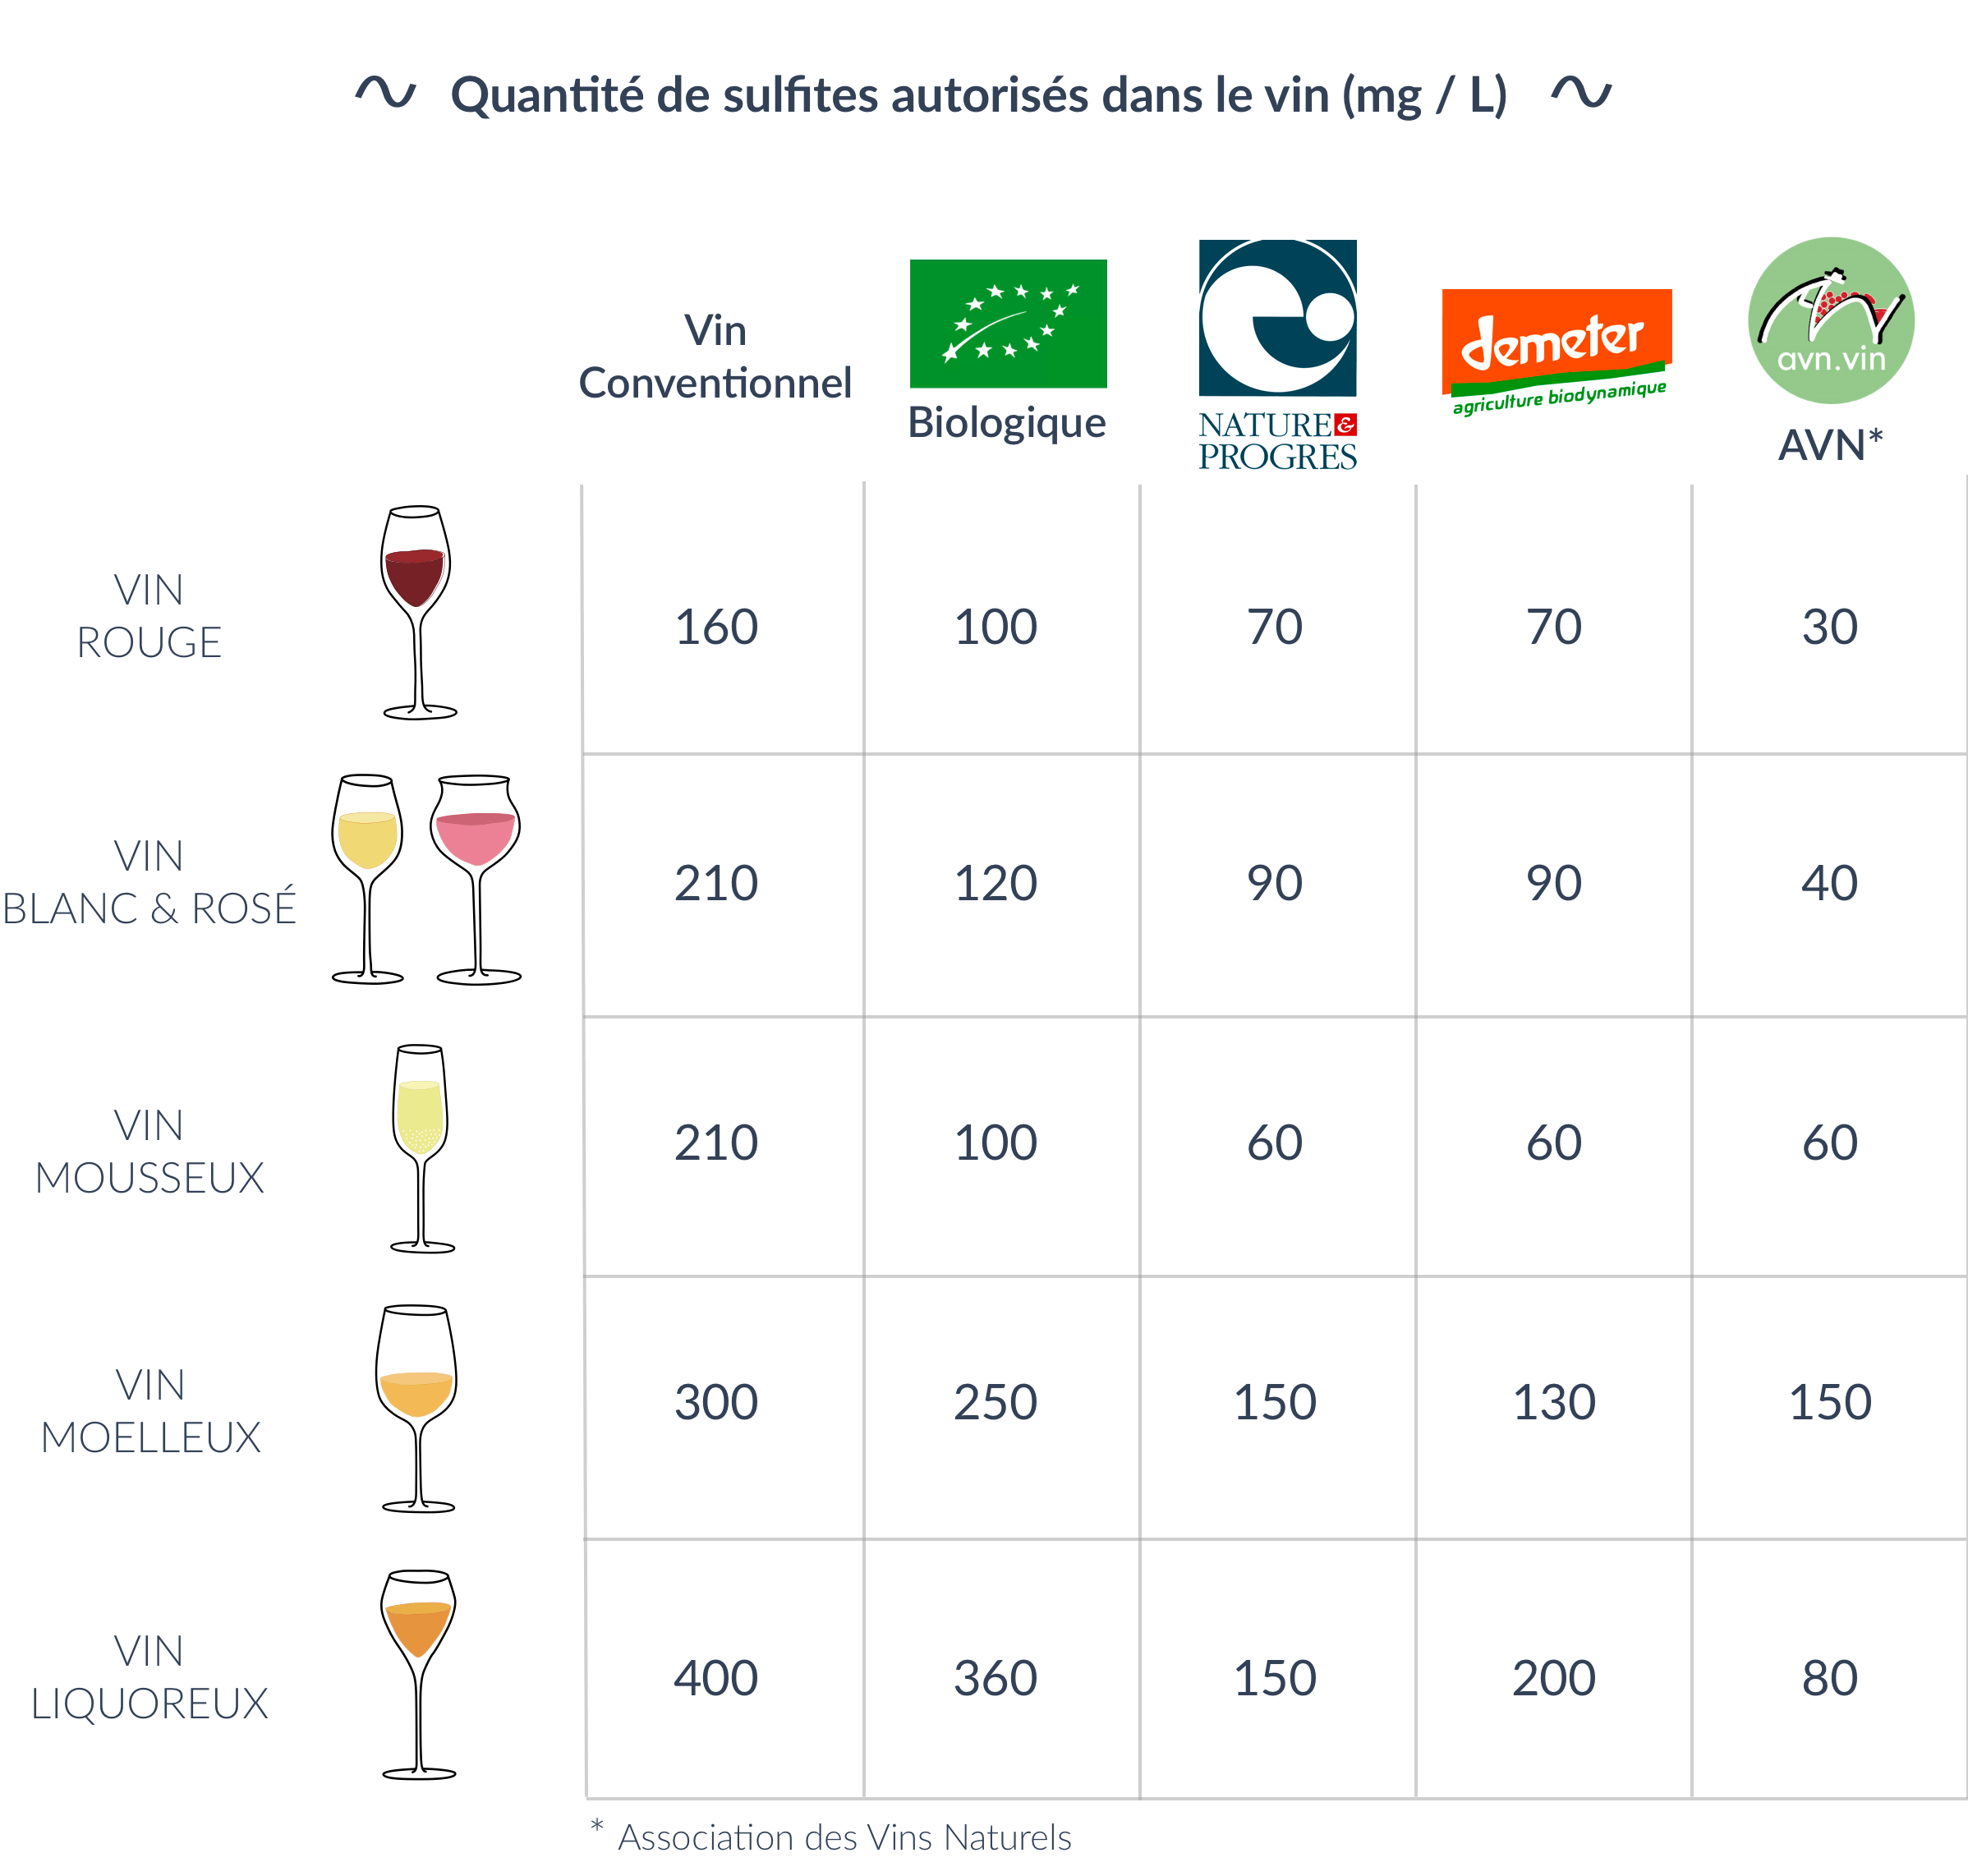 Quantité de sulfites autorisés dans le vin (mg / L)
Vin
Conventionnel
Biologique
NATURE &
PROGRES
demeter
agriculture biodynamique
avn.vin
AVN*
VIN
ROUGE
160 100 70 70 30
VIN
BLANC & ROSÉ
210 120 90 90 40
VIN
MOUSSEUX
210 100 60 60 60
VIN
MOELLEUX
300 250 150 130 150
VIN
LIQUOREUX
400 360 150 200 80
* Association des Vins Naturels